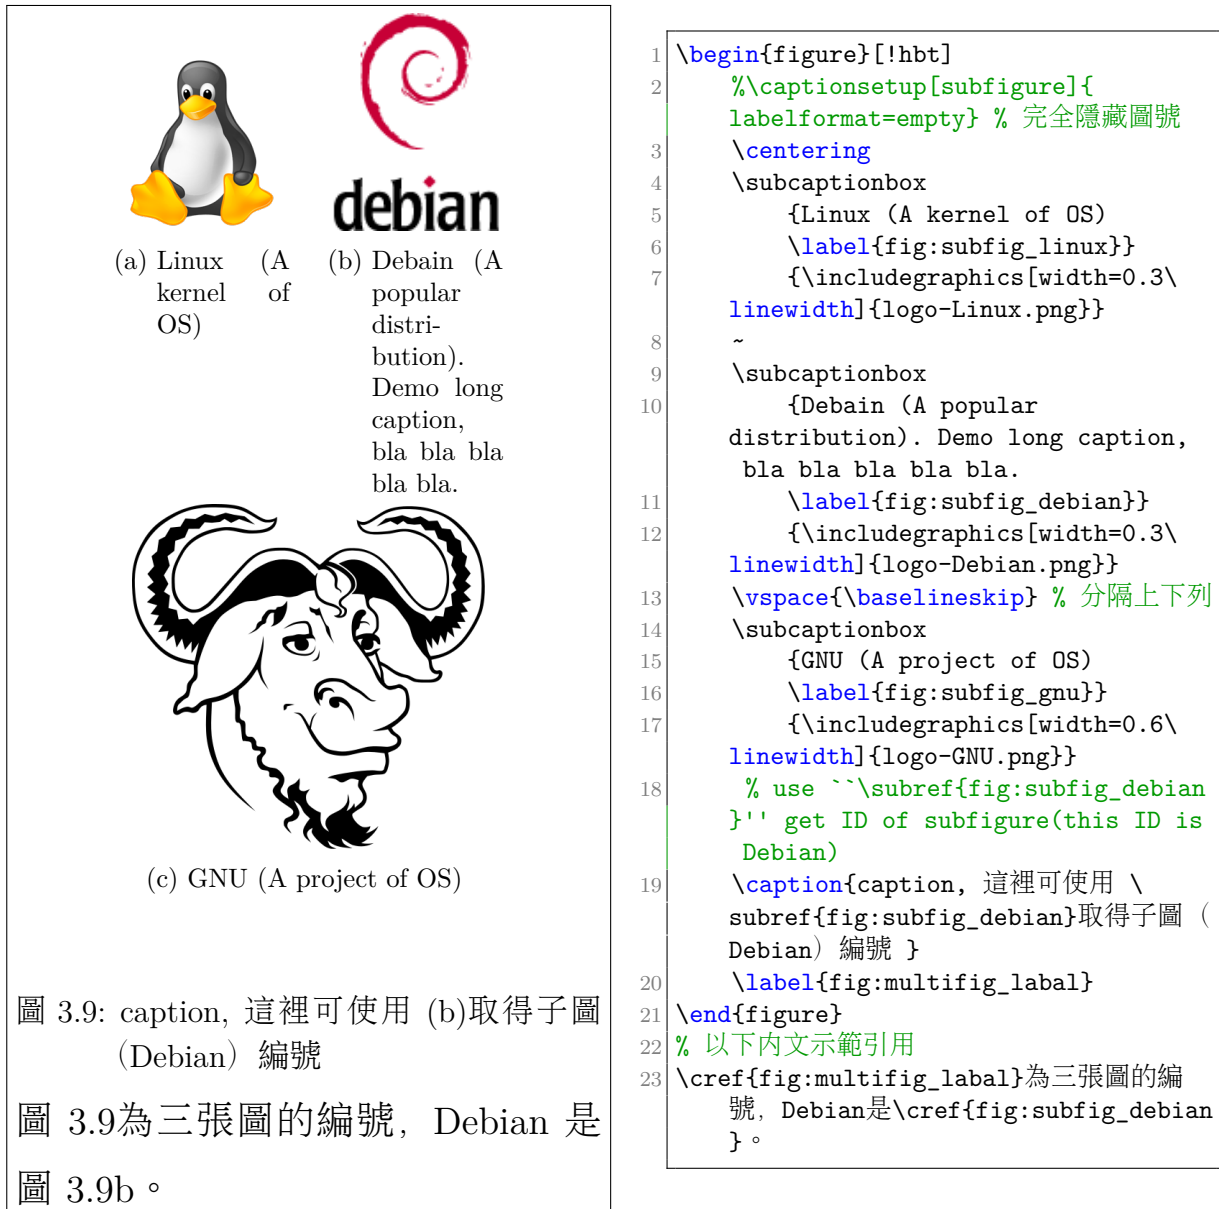 debian
(a) Linux (A
kernel of
OS)
(b) Debain (A
popular
distri-
bution).
Demo long
caption,
bla bla bla
bla bla.
(c) GNU (A project of OS)
圖 3.9: caption, 這裡可使用 (b)取得子圖
（Debian）編號
圖 3.9為三張圖的編號，Debian 是
圖 3.9b。
1 \begin{figure}[!hbt]
2 %\captionsetup[subfigure]{
labelformat=empty} % 完全隱藏圖號
3 \centering
4 \subcaptionbox
5 {Linux (A kernel of OS)
6 \label{fig:subfig_linux}}
7 {\includegraphics[width=0.3\
linewidth]{logo-Linux.png}}
8 ~
9 \subcaptionbox
10 {Debain (A popular
distribution). Demo long caption,
bla bla bla bla bla.
11 \label{fig:subfig_debian}}
12 {\includegraphics[width=0.3\
linewidth]{logo-Debian.png}}
13 \vspace{\baselineskip} % 分隔上下列
14 \subcaptionbox
15 {GNU (A project of OS)
16 \label{fig:subfig_gnu}}
17 {\includegraphics[width=0.6\
linewidth]{logo-GNU.png}}
18 % use ``\subref{fig:subfig_debian
}'' get ID of subfigure(this ID is
Debian)
19 \caption{caption, 這裡可使用 \
subref{fig:subfig_debian}取得子圖（
Debian）編號 }
20 \label{fig:multifig_labal}
21 \end{figure}
22 % 以下內文示範引用
23 \cref{fig:multifig_labal}為三張圖的編
號，Debian是\cref{fig:subfig_debian
}。